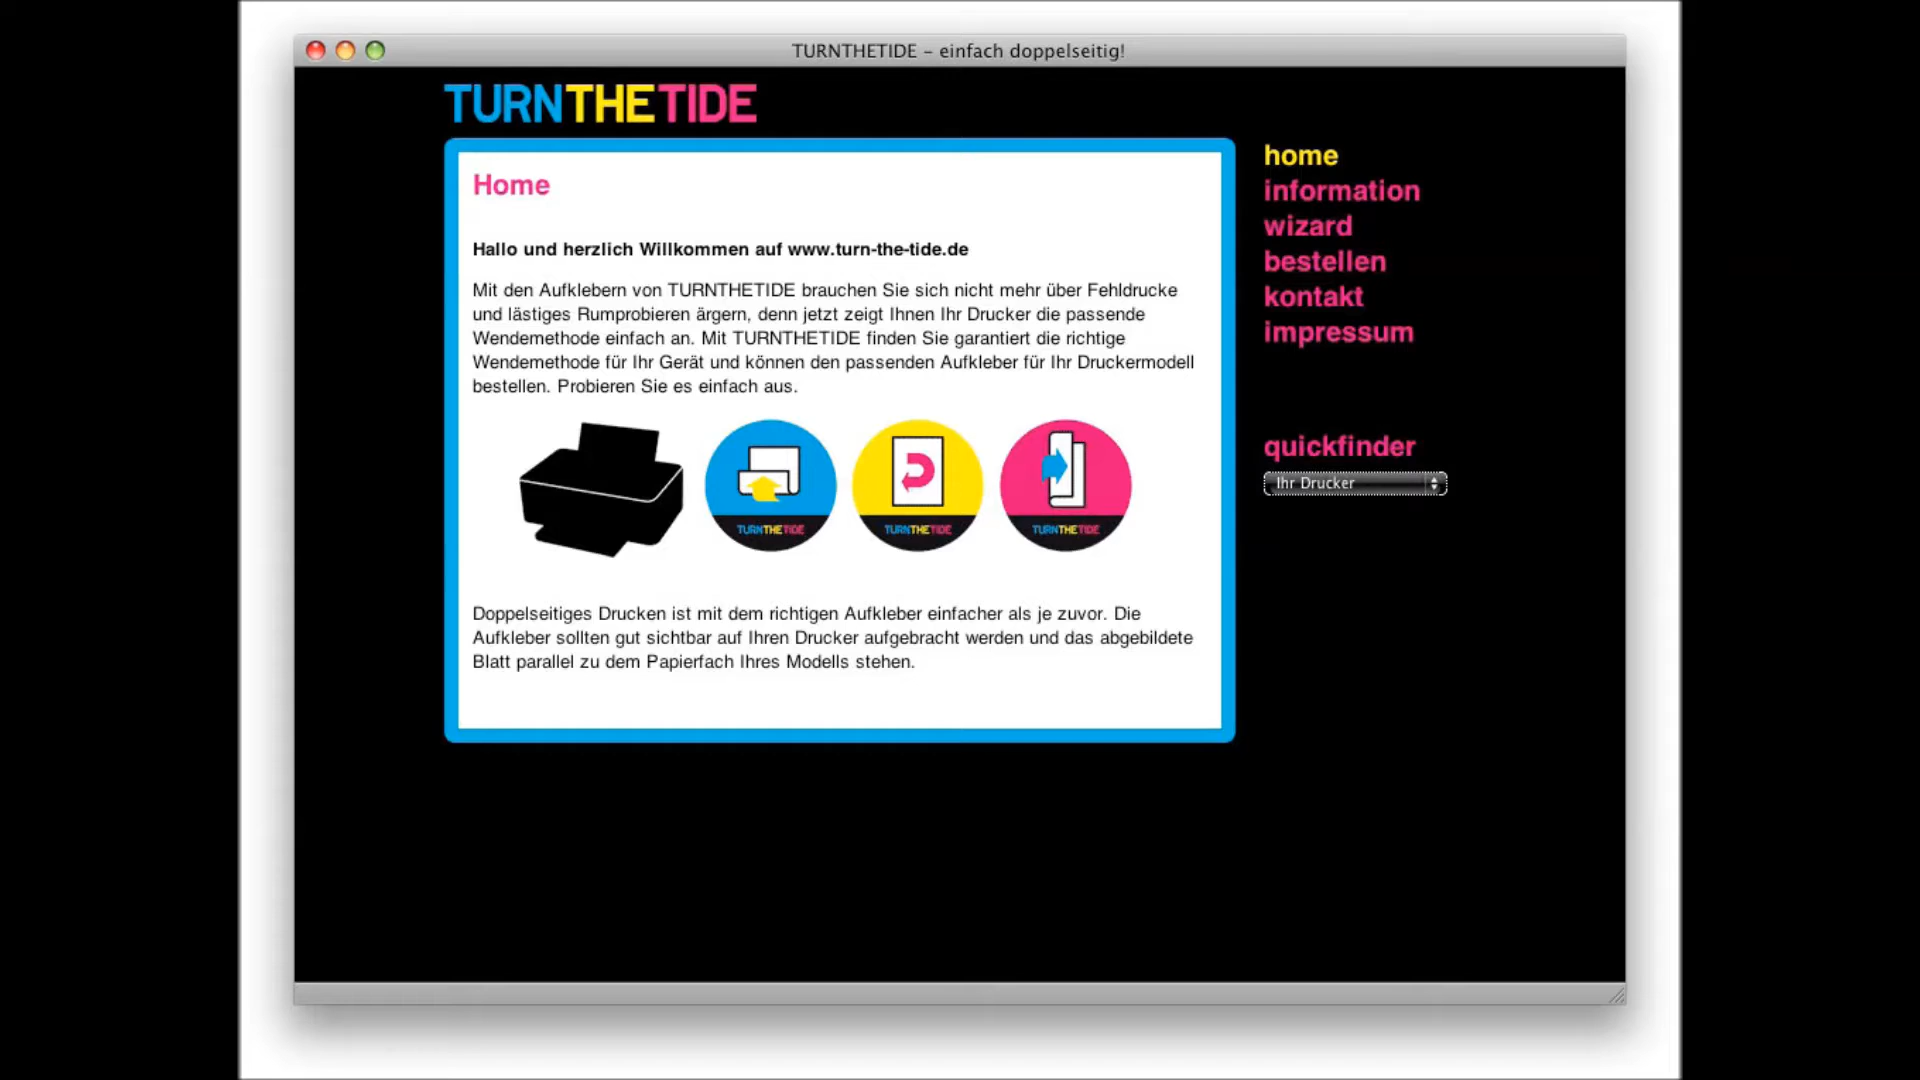 TURNTHETIDE – einfach doppelseitig!
TURNTHETIDE
Home
Hallo und herzlich Willkommen auf www.turn-the-tide.de
Mit den Aufklebern von TURNTHETIDE brauchen Sie sich nicht mehr über Fehldrucke
und lästiges Rumprobieren ärgern, denn jetzt zeigt Ihnen Ihr Drucker die passende
Wendemethode einfach an. Mit TURNTHETIDE finden Sie garantiert die richtige
Wendemethode für Ihr Gerät und können den passenden Aufkleber für Ihr Druckermodell
bestellen. Probieren Sie es einfach aus.
TURNTHETIDE
TURNTHETIDE
TURNTHETIDE
Doppelseitiges Drucken ist mit dem richtigen Aufkleber einfacher als je zuvor. Die
Aufkleber sollten gut sichtbar auf Ihren Drucker aufgebracht werden und das abgebildete
Blatt parallel zu dem Papierfach Ihres Modells stehen.
home
information
wizard
bestellen
kontakt
impressum
quickfinder
Ihr Drucker